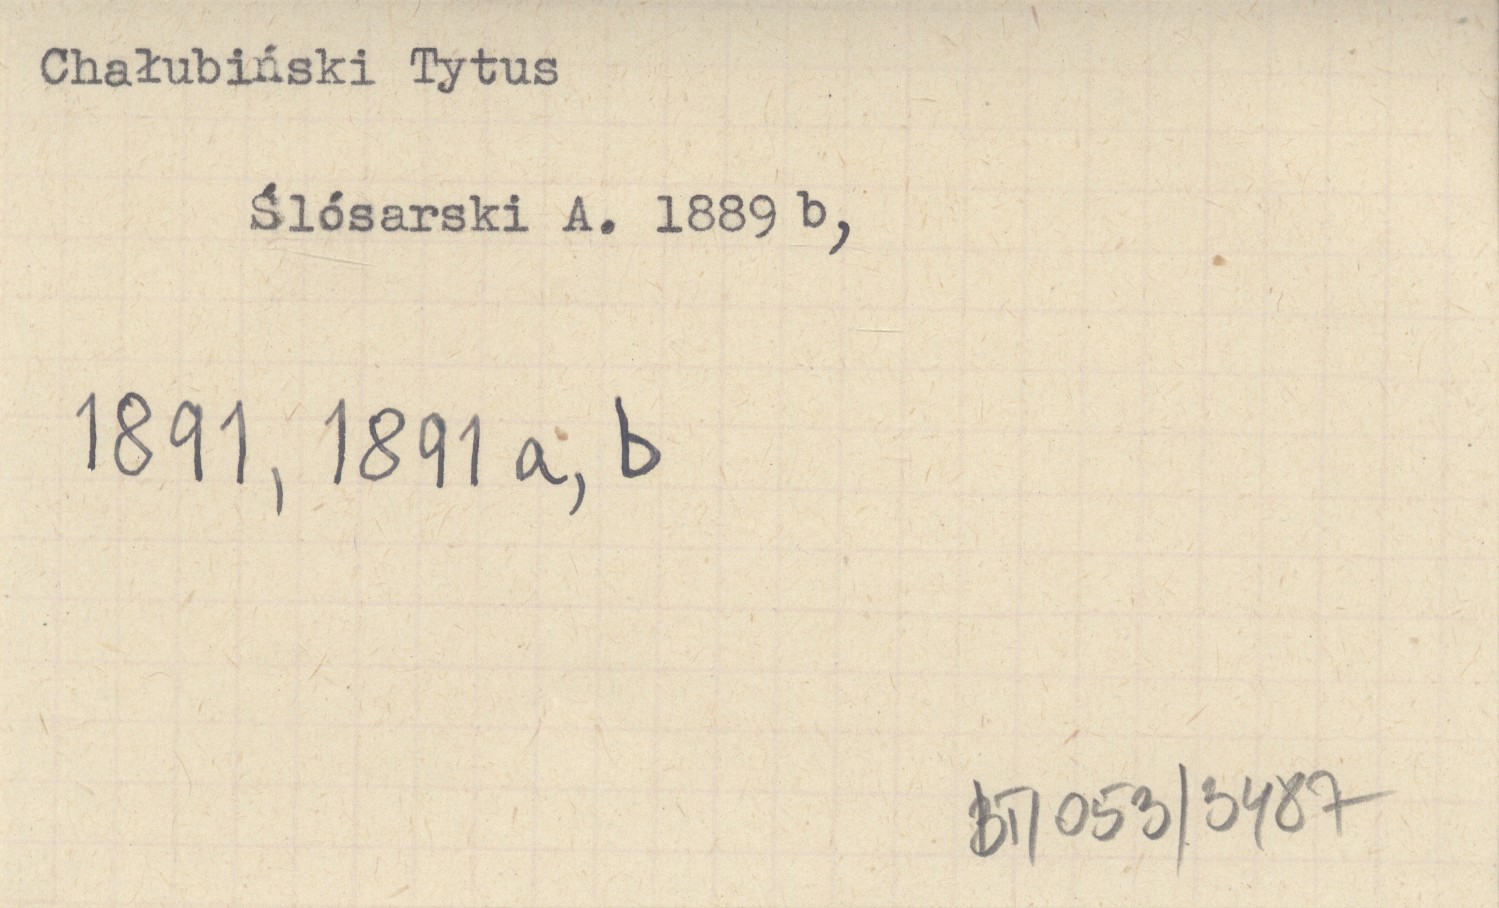 Chałubiński Tytus
Ślósarski A. 1889 b,
1891, 1891 a, b
BT/053/3487